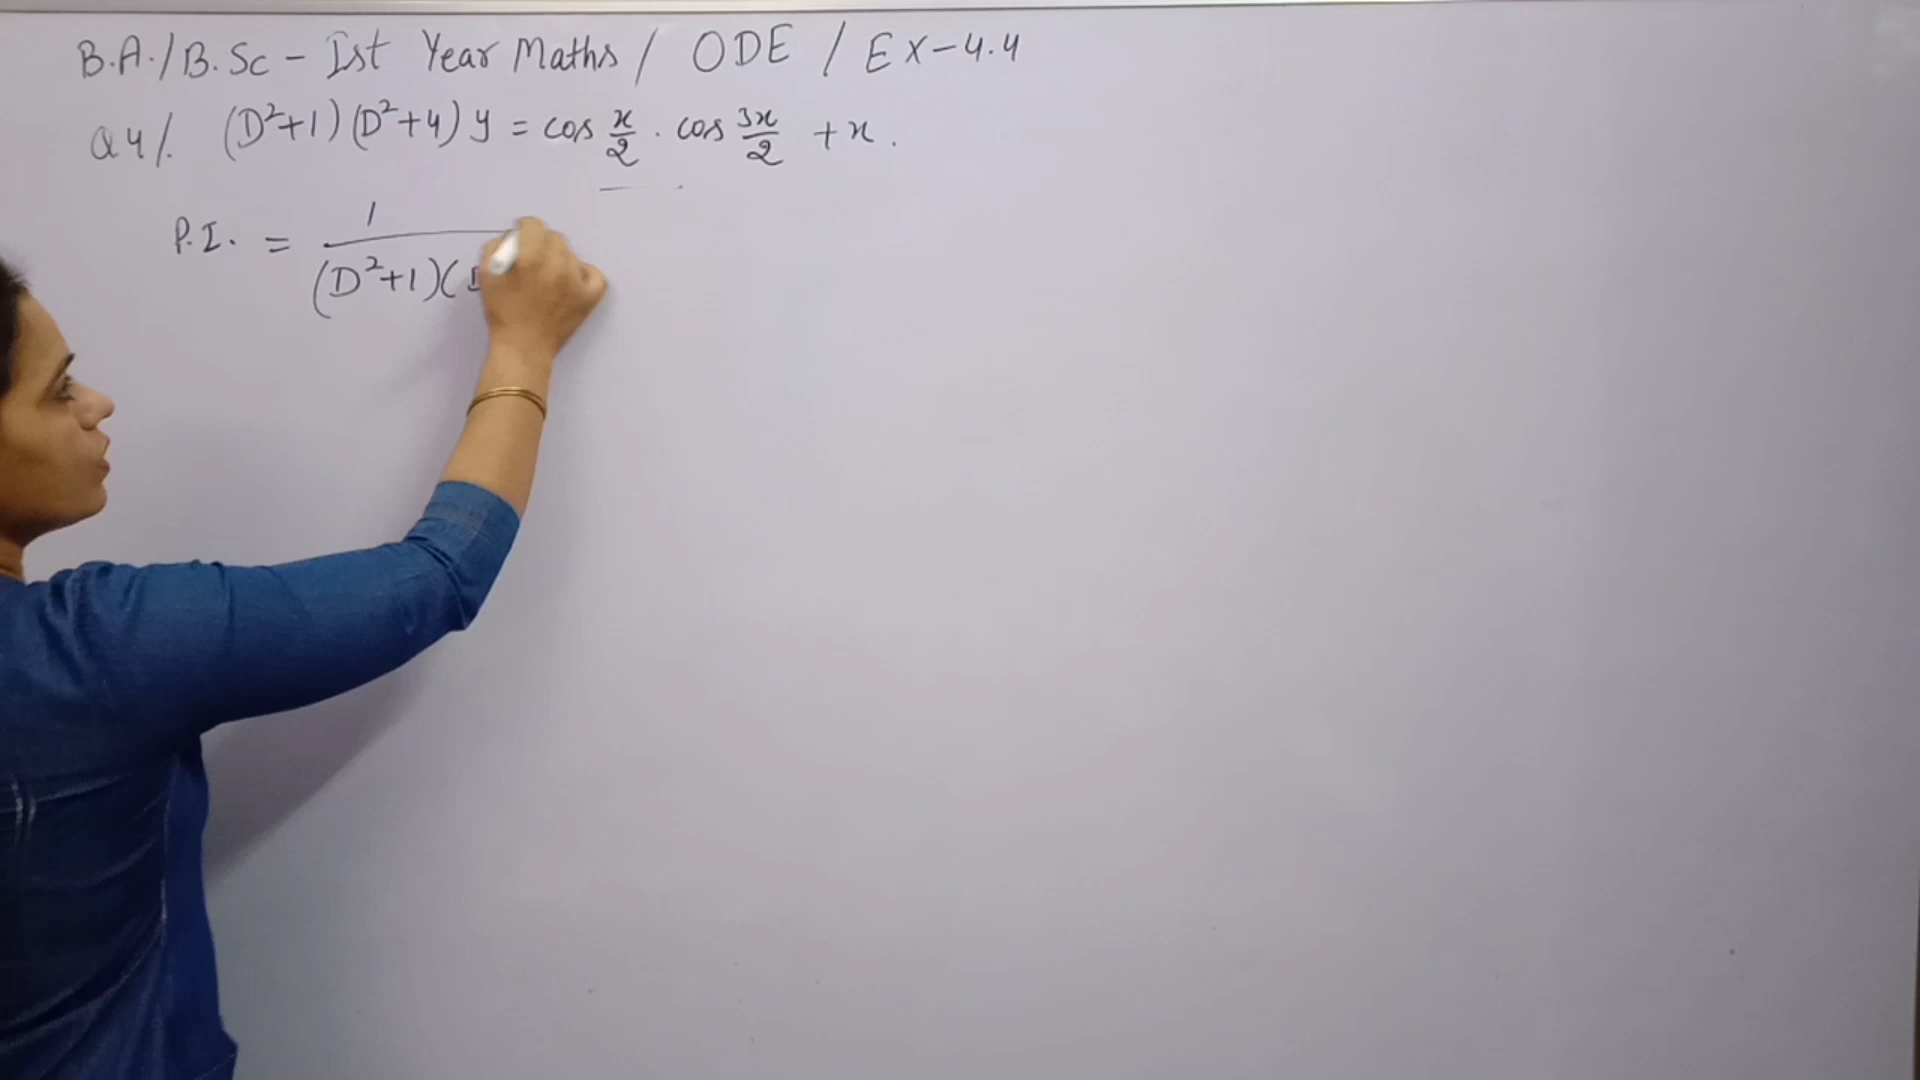 B.A./B.Sc - Ist Year Maths / ODE / EX-4.4
Q4/. (D²+1)(D²+4)y = cos x/2 . cos 3x/2 + x.
P.I. = 1/(D²+1)(D